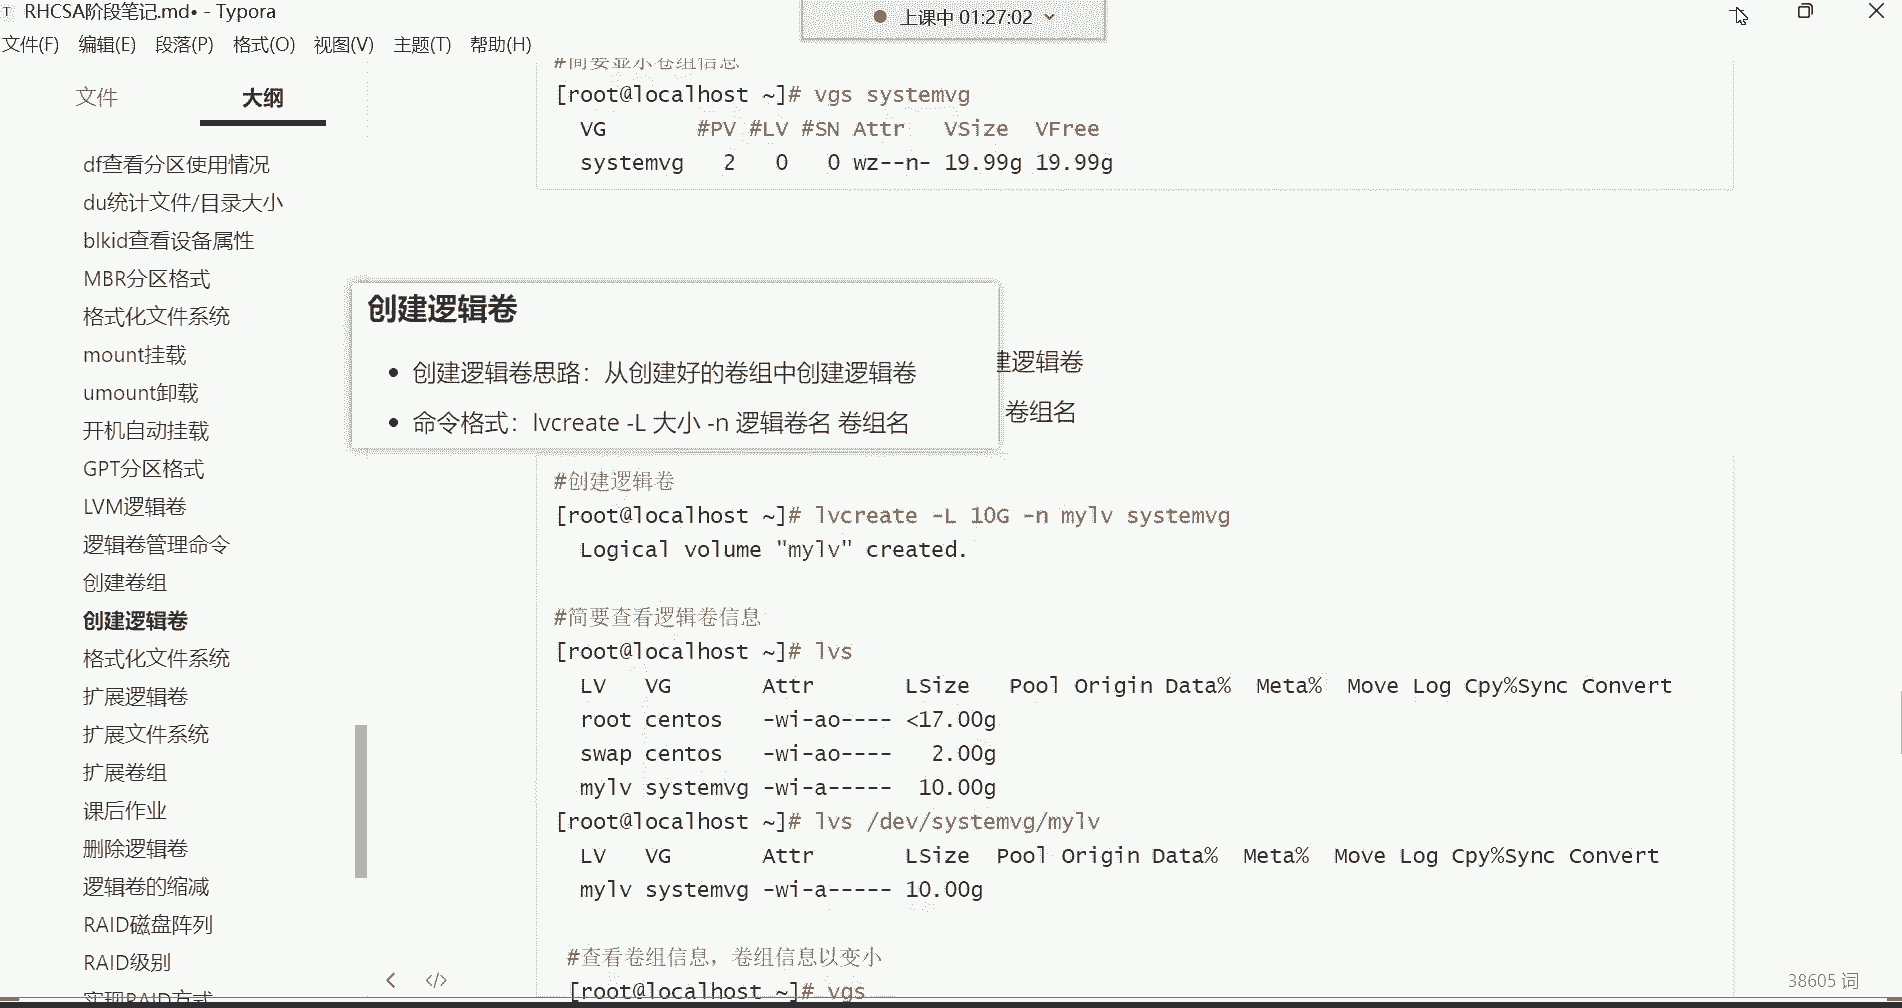 RHCSA阶段笔记.md• - Typora
上课中 01:27:02
文件(F) 编辑(E) 段落(P) 格式(O) 视图(V) 主题(T) 帮助(H)
文件 大纲
df查看分区使用情况
du统计文件/目录大小
blkid查看设备属性
MBR分区格式
格式化文件系统
mount挂载
umount卸载
开机自动挂载
GPT分区格式
LVM逻辑卷
逻辑卷管理命令
创建卷组
创建逻辑卷
格式化文件系统
扩展逻辑卷
扩展文件系统
扩展卷组
课后作业
删除逻辑卷
逻辑卷的缩减
RAID磁盘阵列
RAID级别
实现RAID方式
#简要显示卷组信息
[root@localhost ~]# vgs systemvg
VG #PV #LV #SN Attr VSize VFree
systemvg 2 0 0 wz--n- 19.99g 19.99g
创建逻辑卷
• 创建逻辑卷思路：从创建好的卷组中创建逻辑卷
• 命令格式：lvcreate -L 大小 -n 逻辑卷名 卷组名
建逻辑卷
卷组名
#创建逻辑卷
[root@localhost ~]# lvcreate -L 10G -n mylv systemvg
Logical volume "mylv" created.
#简要查看逻辑卷信息
[root@localhost ~]# lvs
LV VG Attr LSize Pool Origin Data% Meta% Move Log Cpy%Sync Convert
root centos -wi-ao---- <17.00g
swap centos -wi-ao---- 2.00g
mylv systemvg -wi-a----- 10.00g
[root@localhost ~]# lvs /dev/systemvg/mylv
LV VG Attr LSize Pool Origin Data% Meta% Move Log Cpy%Sync Convert
mylv systemvg -wi-a----- 10.00g
#查看卷组信息，卷组信息以变小
[root@localhost ~]# vgs
38605 词